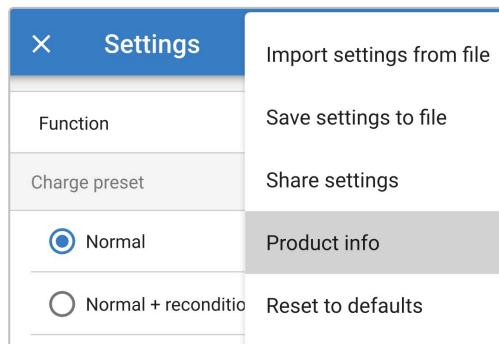 Settings
Import settings from file
Function
Save settings to file
Charge preset
Share settings
Normal
Product info
Normal + reconditio
Reset to defaults